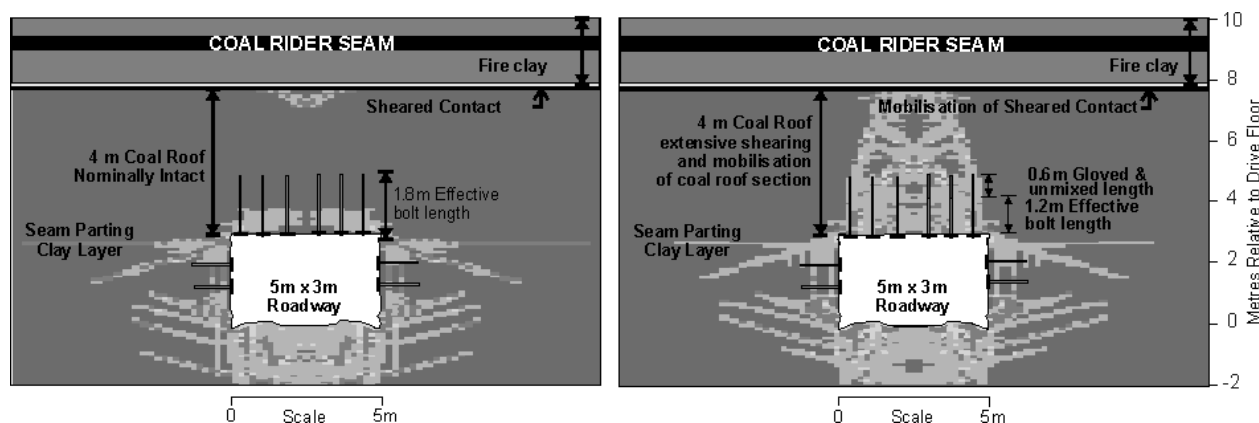 COAL RIDER SEAM
Fire clay
Sheared Contact
4 m Coal Roof
Nominally Intact
1.8m Effective
bolt length
Seam Parting
Clay Layer
5m x 3m
Roadway
0 Scale 5m
COAL RIDER SEAM
Fire clay
Mobilisation of Sheared Contact
4 m Coal Roof
extensive shearing
and mobilisation
of coal roof section
0.6m Gloved &
unmixed length
1.2m Effective
bolt length
Seam Parting
Clay Layer
5m x 3m
Roadway
0 Scale 5m
10
8
6
4
2
0
-2
Metres Relative to Drive Floor